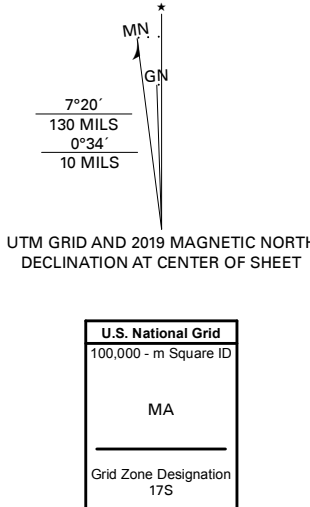 ★
MN
GN
7°20´
130 MILS
0°34´
10 MILS
UTM GRID AND 2019 MAGNETIC NORTH
DECLINATION AT CENTER OF SHEET
U.S. National Grid
100,000 - m Square ID
MA
Grid Zone Designation
17S